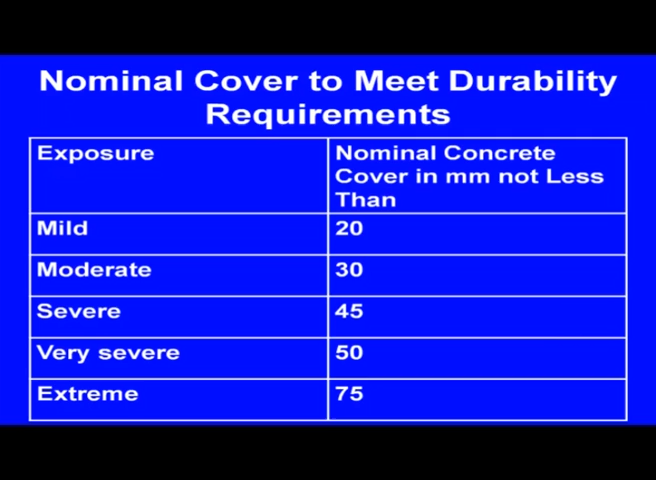 Nominal Cover to Meet Durability
Requirements
Exposure
Nominal Concrete
Cover in mm not Less
Than
Mild
20
Moderate
30
Severe
45
Very severe
50
Extreme
75